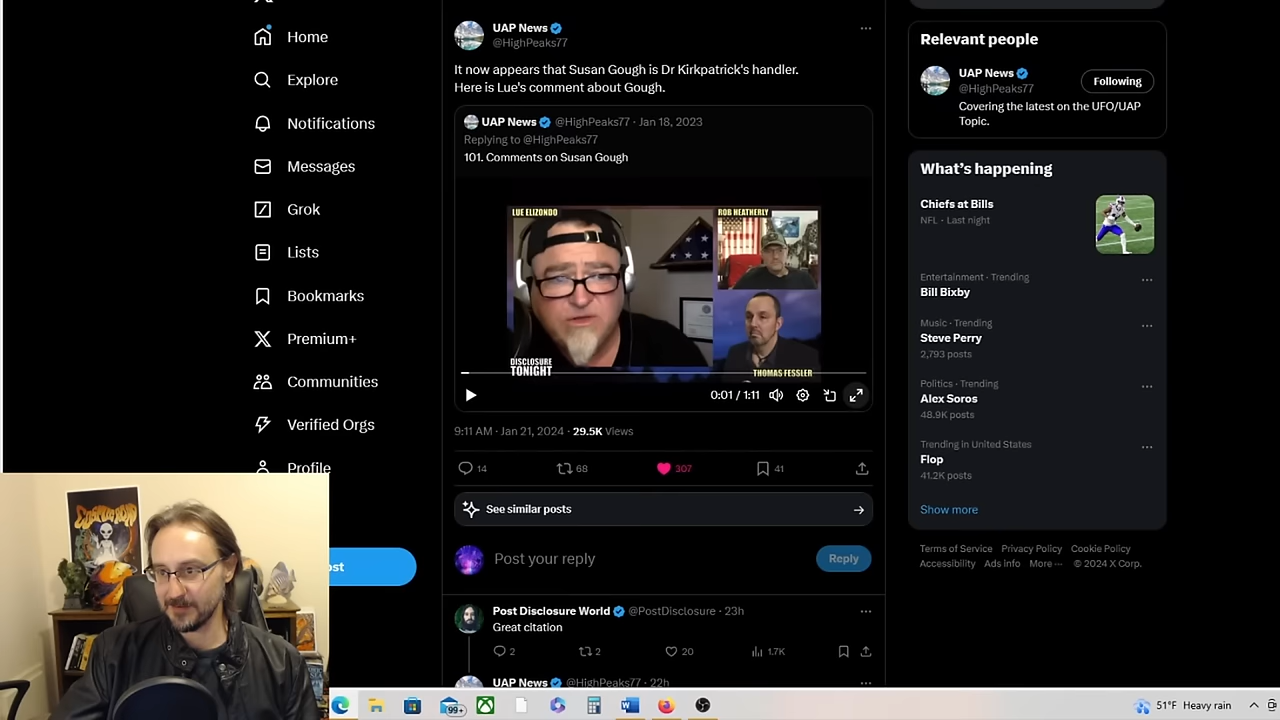 Home
Explore
Notifications
Messages
Grok
Lists
Bookmarks
Premium+
Communities
Verified Orgs
Profile
ost
UAP News
@HighPeaks77
It now appears that Susan Gough is Dr Kirkpatrick's handler.
Here is Lue's comment about Gough.
UAP News @HighPeaks77 · Jan 18, 2023
Replying to @HighPeaks77
101. Comments on Susan Gough
LUE ELIZONDO
ROB HEATHERLY
DISCLOSURE
TONIGHT
THOMAS FESSLER
0:01 / 1:11
9:11 AM · Jan 21, 2024 · 29.5K Views
14 68 307 41
See similar posts
Post your reply
Reply
Post Disclosure World @PostDisclosure · 23h
Great citation
2 2 20 1.7K
UAP News @HighPeaks77 · 22h
Relevant people
UAP News
@HighPeaks77
Following
Covering the latest on the UFO/UAP
Topic.
What's happening
Chiefs at Bills
NFL · Last night
Entertainment · Trending
Bill Bixby
Music · Trending
Steve Perry
2,793 posts
Politics · Trending
Alex Soros
48.9K posts
Trending in United States
Flop
41.2K posts
Show more
Terms of Service Privacy Policy Cookie Policy
Accessibility Ads info More ··· © 2024 X Corp.
99+
51°F Heavy rain